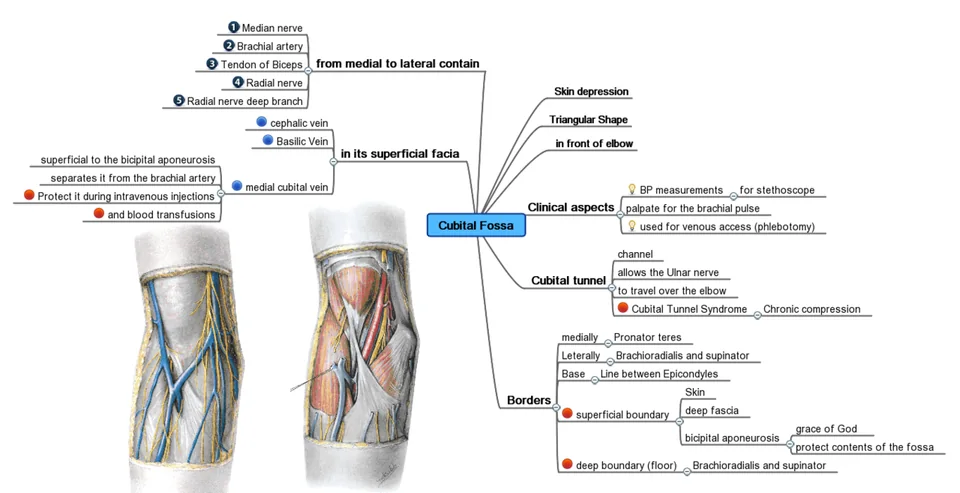 Cubital Fossa
from medial to lateral contain
1 Median nerve
2 Brachial artery
3 Tendon of Biceps
4 Radial nerve
5 Radial nerve deep branch
in its superficial facia
cephalic vein
Basilic Vein
medial cubital vein
superficial to the bicipital aponeurosis
separates it from the brachial artery
Protect it during intravenous injections
and blood transfusions
Skin depression
Triangular Shape
in front of elbow
Clinical aspects
BP measurements
for stethoscope
palpate for the brachial pulse
used for venous access (phlebotomy)
Cubital tunnel
channel
allows the Ulnar nerve
to travel over the elbow
Cubital Tunnel Syndrome
Chronic compression
Borders
medially
Pronator teres
Leterally
Brachioradialis and supinator
Base
Line between Epicondyles
superficial boundary
Skin
deep fascia
bicipital aponeurosis
grace of God
protect contents of the fossa
deep boundary (floor)
Brachioradialis and supinator